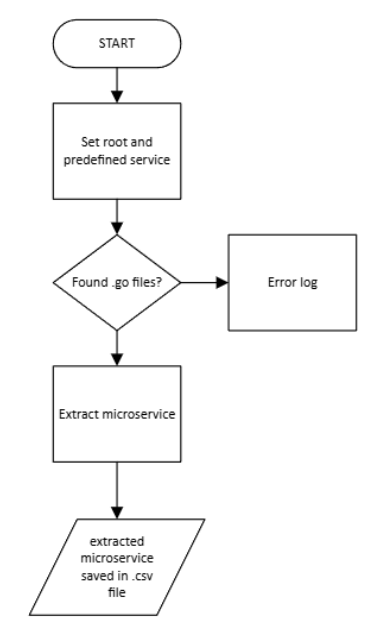 START
Set root and
predefined service
Found .go files?
Error log
Extract microservice
extracted
microservice
saved in .csv
file